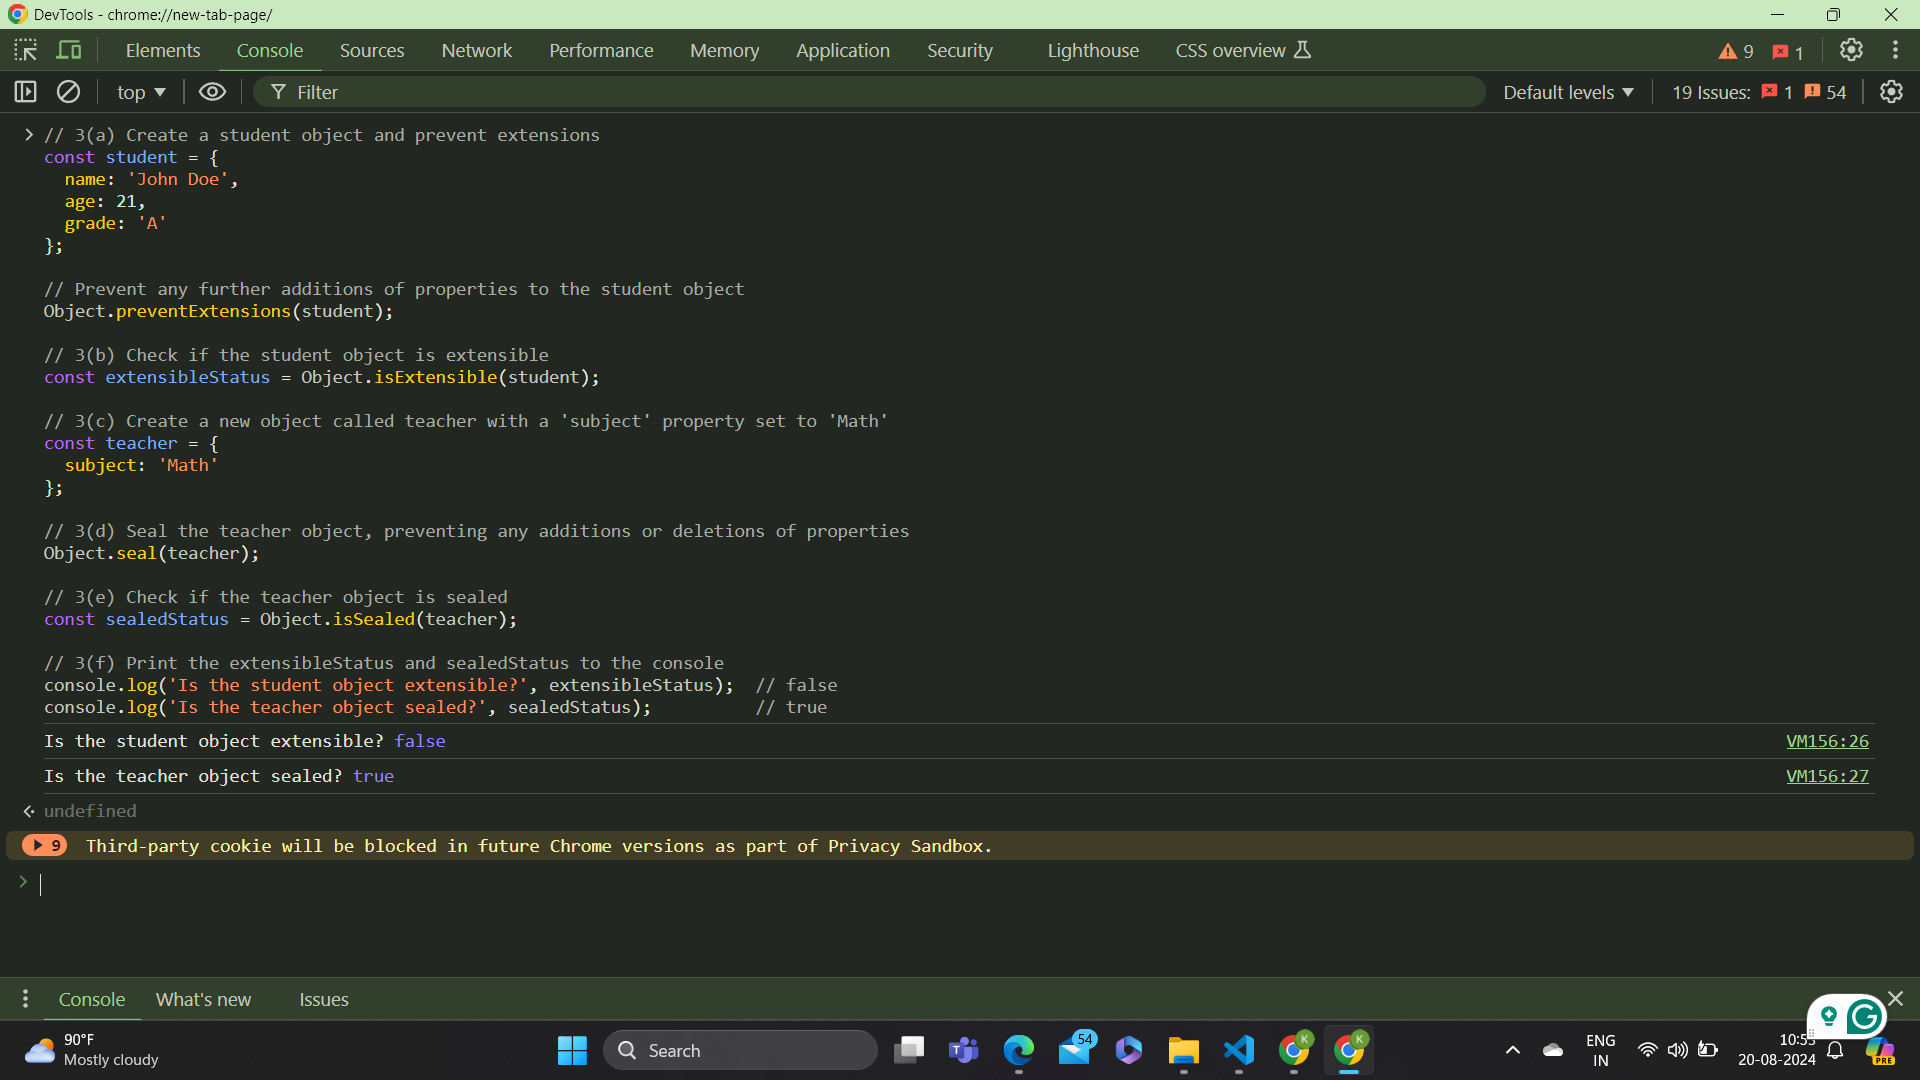 DevTools - chrome://new-tab-page/
Elements Console Sources Network Performance Memory Application Security Lighthouse CSS overview 9 1
top Filter Default levels 19 Issues: 1 54
> // 3(a) Create a student object and prevent extensions
const student = {
  name: 'John Doe',
  age: 21,
  grade: 'A'
};
// Prevent any further additions of properties to the student object
Object.preventExtensions(student);
// 3(b) Check if the student object is extensible
const extensibleStatus = Object.isExtensible(student);
// 3(c) Create a new object called teacher with a 'subject' property set to 'Math'
const teacher = {
  subject: 'Math'
};
// 3(d) Seal the teacher object, preventing any additions or deletions of properties
Object.seal(teacher);
// 3(e) Check if the teacher object is sealed
const sealedStatus = Object.isSealed(teacher);
// 3(f) Print the extensibleStatus and sealedStatus to the console
console.log('Is the student object extensible?', extensibleStatus);  // false
console.log('Is the teacher object sealed?', sealedStatus);          // true
Is the student object extensible? false VM156:26
Is the teacher object sealed? true VM156:27
undefined
9 Third-party cookie will be blocked in future Chrome versions as part of Privacy Sandbox.
>
Console What's new Issues
90°F
Mostly cloudy
Search
54
K
K
ENG
IN
20-08-2024
PRE